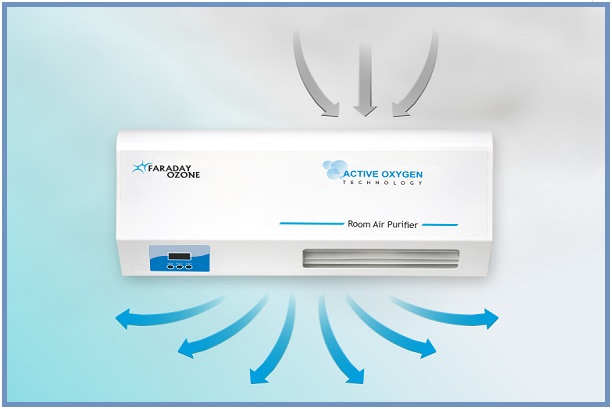 FARADAY
OZONE
ACTIVE OXYGEN
TECHNOLOGY
Room Air Purifier